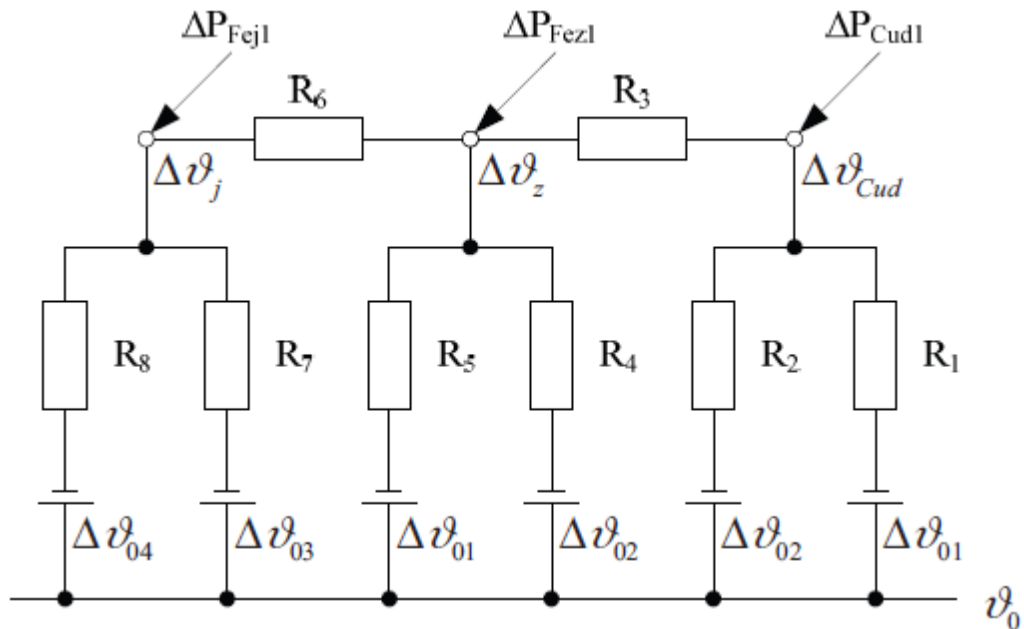 ΔP_Fej1 ΔP_Fez1 ΔP_Cud1
R₆ R₃
Δϑ_j Δϑ_z Δϑ_Cud
R₈ R₇ R₅ R₄ R₂ R₁
Δϑ₀₄ Δϑ₀₃ Δϑ₀₁ Δϑ₀₂ Δϑ₀₂ Δϑ₀₁
ϑ₀